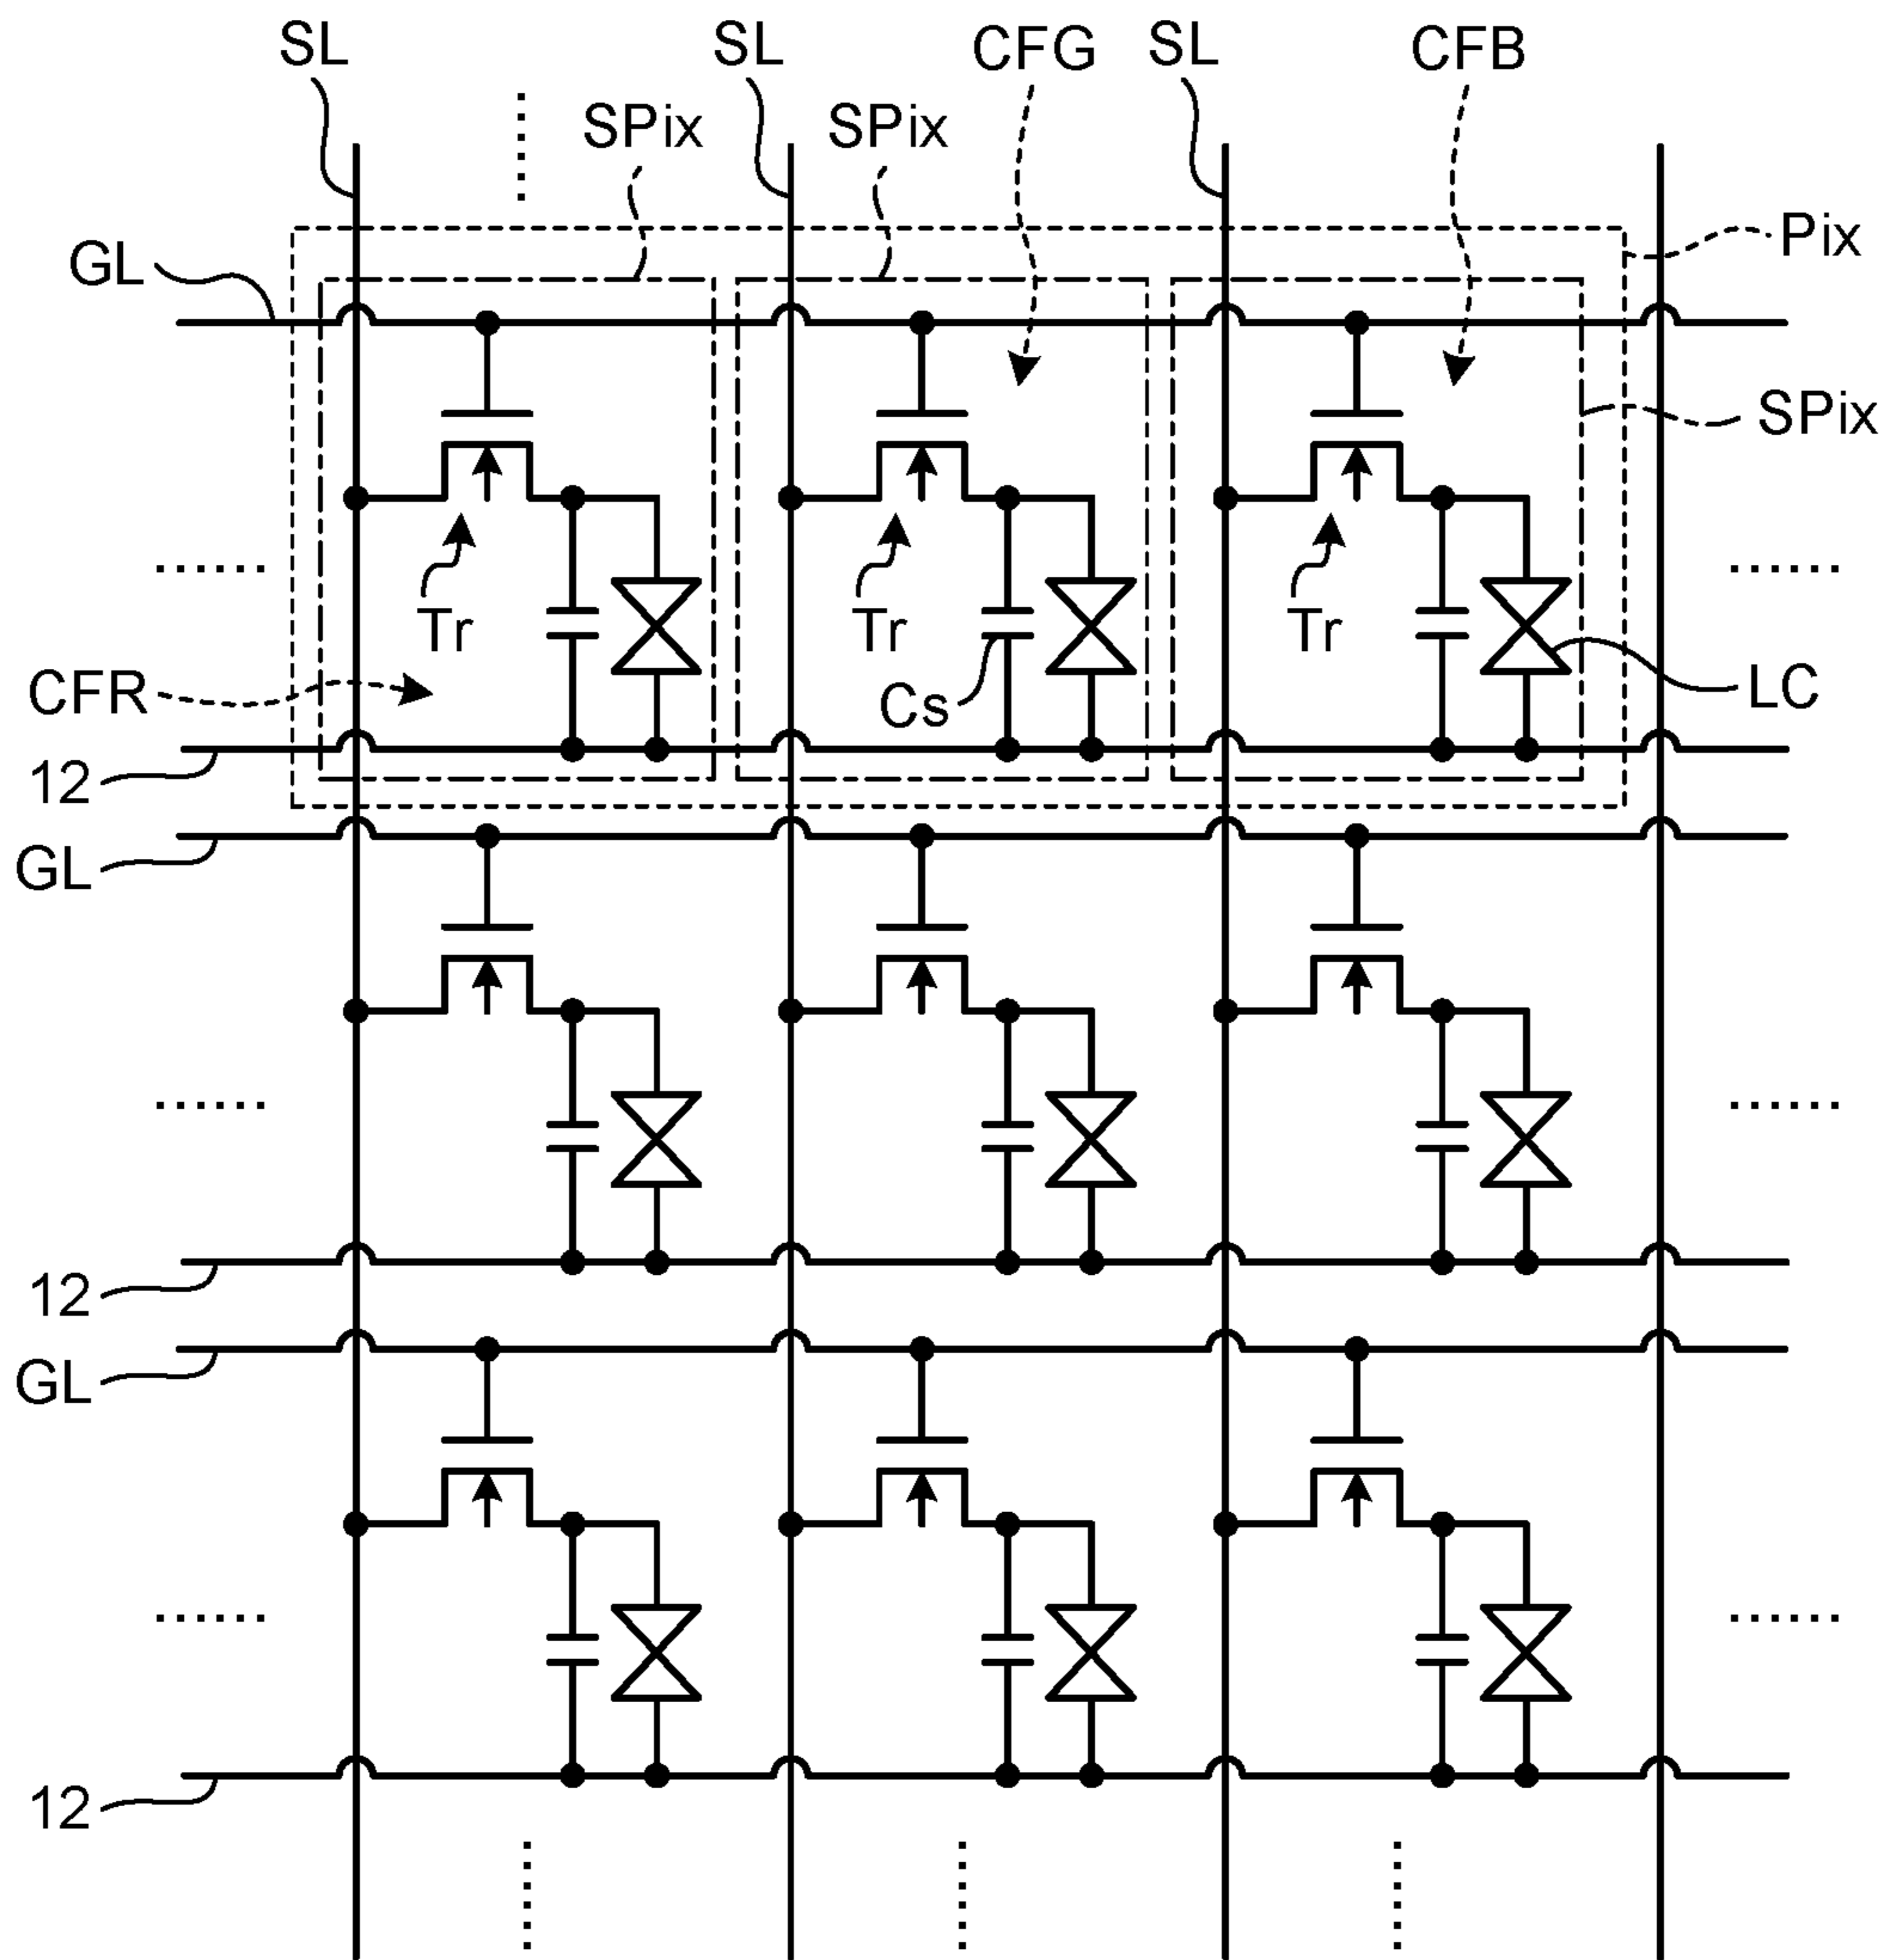 SL SL CFG SL CFB
SPix SPix
Pix
GL
SPix
Tr Tr Tr
CFR Cs LC
12
GL
12
GL
12